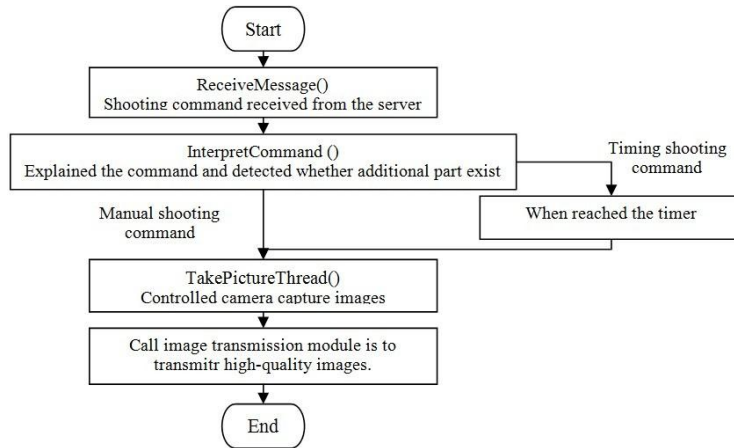 Start
ReceiveMessage()
Shooting command received from the server
InterpretCommand ()
Explained the command and detected whether additional part exist
Timing shooting
command
Manual shooting
command
When reached the timer
TakePictureThread()
Controlled camera capture images
Call image transmission module is to
transmitr high-quality images.
End